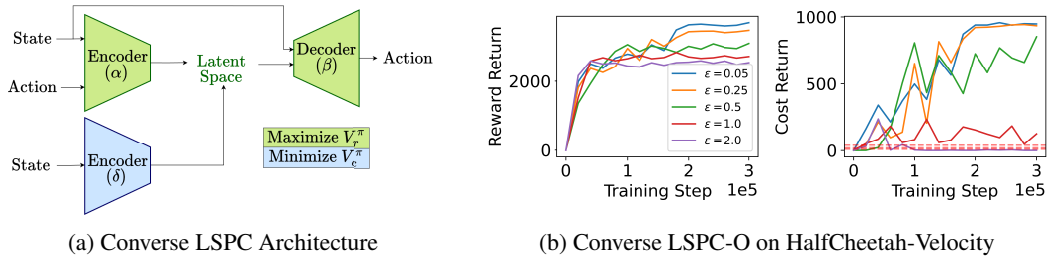 State
Action
Encoder
(α)
Latent
Space
Decoder
(β)
Action
State
Encoder
(δ)
Maximize V_r^π
Minimize V_c^π
(a) Converse LSPC Architecture
Reward Return
2000
0
0
1
2
3
Training Step
1e5
ε = 0.05
ε = 0.25
ε = 0.5
ε = 1.0
ε = 2.0
Cost Return
1000
500
0
0
1
2
3
Training Step
1e5
(b) Converse LSPC-O on HalfCheetah-Velocity